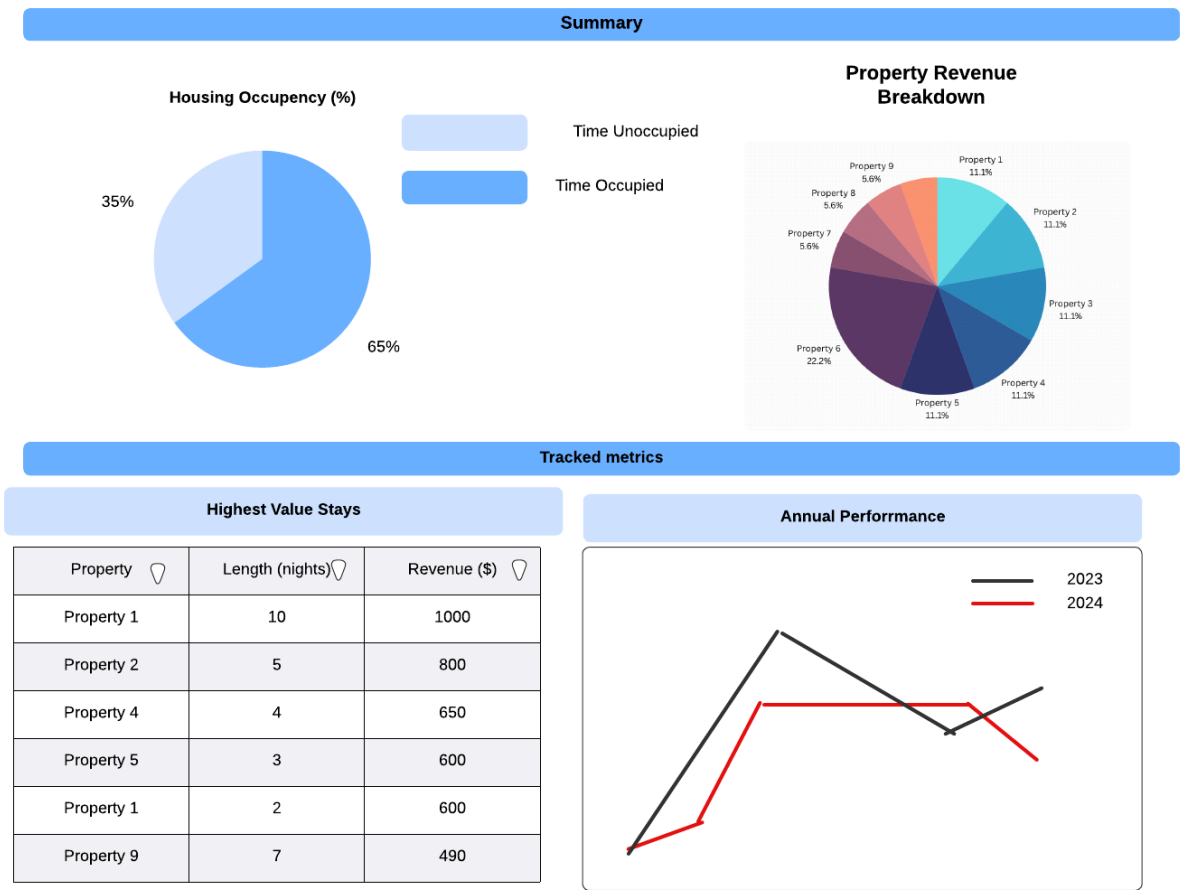 Summary
Housing Occupency (%)
Time Unoccupied
Time Occupied
35%
65%
Property Revenue
Breakdown
Property 1
11.1%
Property 2
11.1%
Property 3
11.1%
Property 4
11.1%
Property 5
11.1%
Property 6
22.2%
Property 7
5.6%
Property 8
5.6%
Property 9
5.6%
Tracked metrics
Highest Value Stays
Property Length (nights) Revenue ($)
Property 1 10 1000
Property 2 5 800
Property 4 4 650
Property 5 3 600
Property 1 2 600
Property 9 7 490
Annual Perforrmance
2023
2024